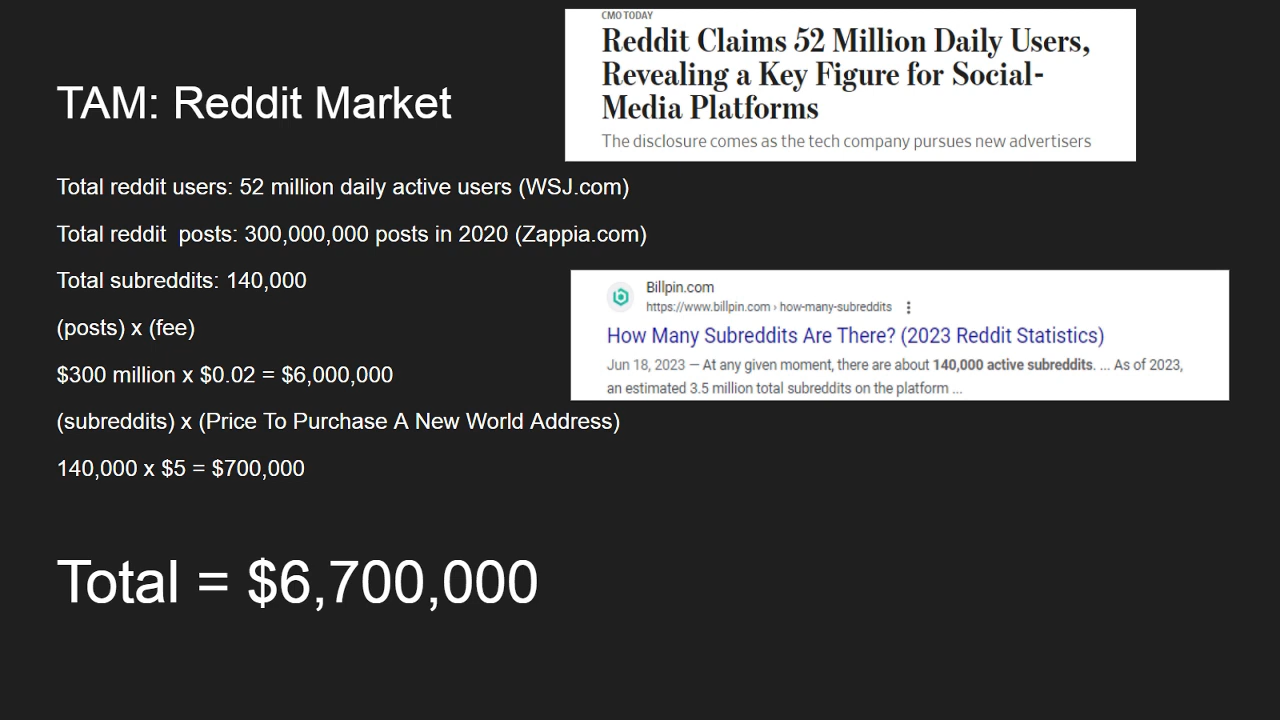 CMO TODAY
Reddit Claims 52 Million Daily Users,
Revealing a Key Figure for Social-
Media Platforms
The disclosure comes as the tech company pursues new advertisers
TAM: Reddit Market
Total reddit users: 52 million daily active users (WSJ.com)
Total reddit  posts: 300,000,000 posts in 2020 (Zappia.com)
Total subreddits: 140,000
(posts) x (fee)
$300 million x $0.02 = $6,000,000
(subreddits) x (Price To Purchase A New World Address)
140,000 x $5 = $700,000
Billpin.com
https://www.billpin.com › how-many-subreddits
How Many Subreddits Are There? (2023 Reddit Statistics)
Jun 18, 2023 — At any given moment, there are about 140,000 active subreddits. ... As of 2023,
an estimated 3.5 million total subreddits on the platform ...
Total = $6,700,000